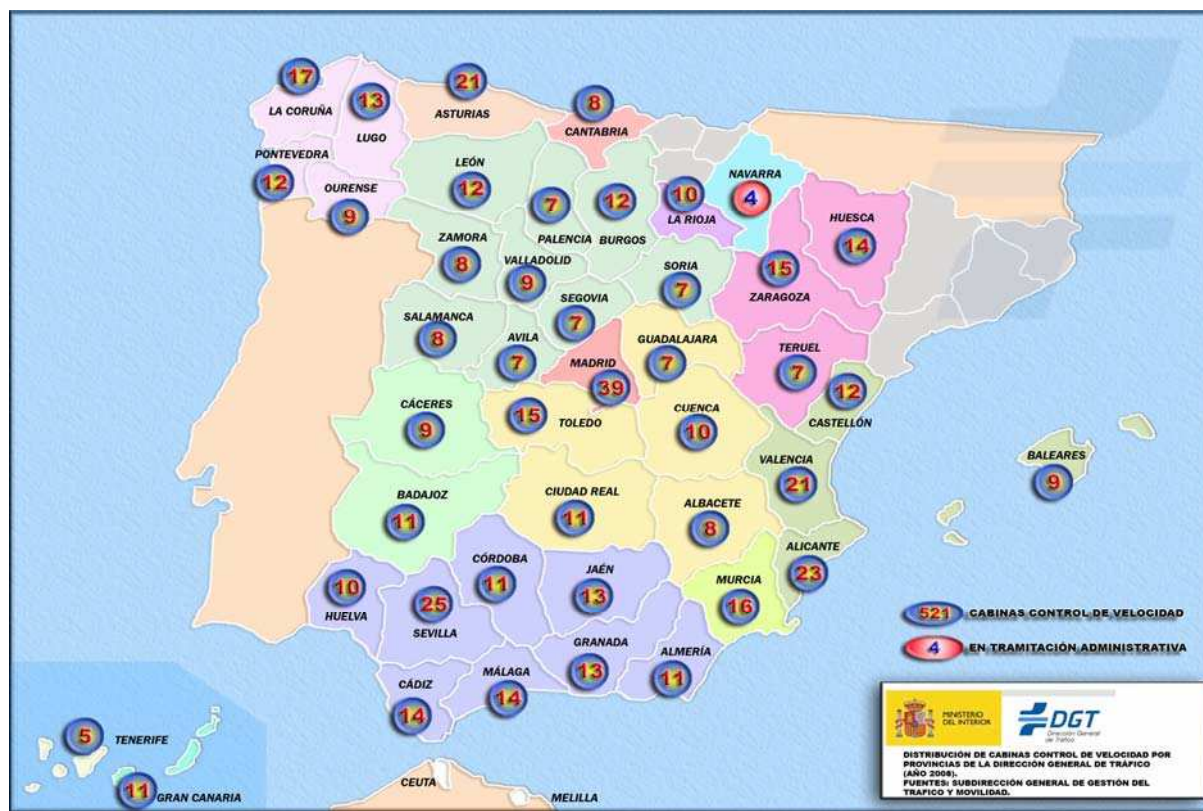 17
LA CORUÑA
13
LUGO
21
ASTURIAS
8
CANTABRIA
PONTEVEDRA
12
OURENSE
9
LEÓN
12
7
PALENCIA
12
BURGOS
10
LA RIOJA
NAVARRA
4
HUESCA
14
ZAMORA
8
VALLADOLID
9
SORIA
7
15
ZARAGOZA
SALAMANCA
8
AVILA
7
SEGOVIA
7
MADRID
39
GUADALAJARA
7
TERUEL
7
12
CASTELLÓN
CÁCERES
9
15
TOLEDO
CUENCA
10
VALENCIA
21
BALEARES
9
BADAJOZ
11
CIUDAD REAL
11
ALBACETE
8
ALICANTE
23
10
HUELVA
25
SEVILLA
CÓRDOBA
11
JAÉN
13
MURCIA
16
CÁDIZ
14
MÁLAGA
14
GRANADA
13
ALMERÍA
11
5
TENERIFE
11
GRAN CANARIA
CEUTA
MELILLA
521 CABINAS CONTROL DE VELOCIDAD
4 EN TRAMITACIÓN ADMINISTRATIVA
MINISTERIO
DEL INTERIOR
DGT
Dirección General
de Tráfico
DISTRIBUCIÓN DE CABINAS CONTROL DE VELOCIDAD POR
PROVINCIAS DE LA DIRECCIÓN GENERAL DE TRÁFICO
(AÑO 2008).
FUENTES: SUBDIRECCIÓN GENERAL DE GESTIÓN DEL
TRAFICO Y MOVILIDAD.